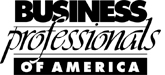 BUSINESS
professionals
OF AMERICA